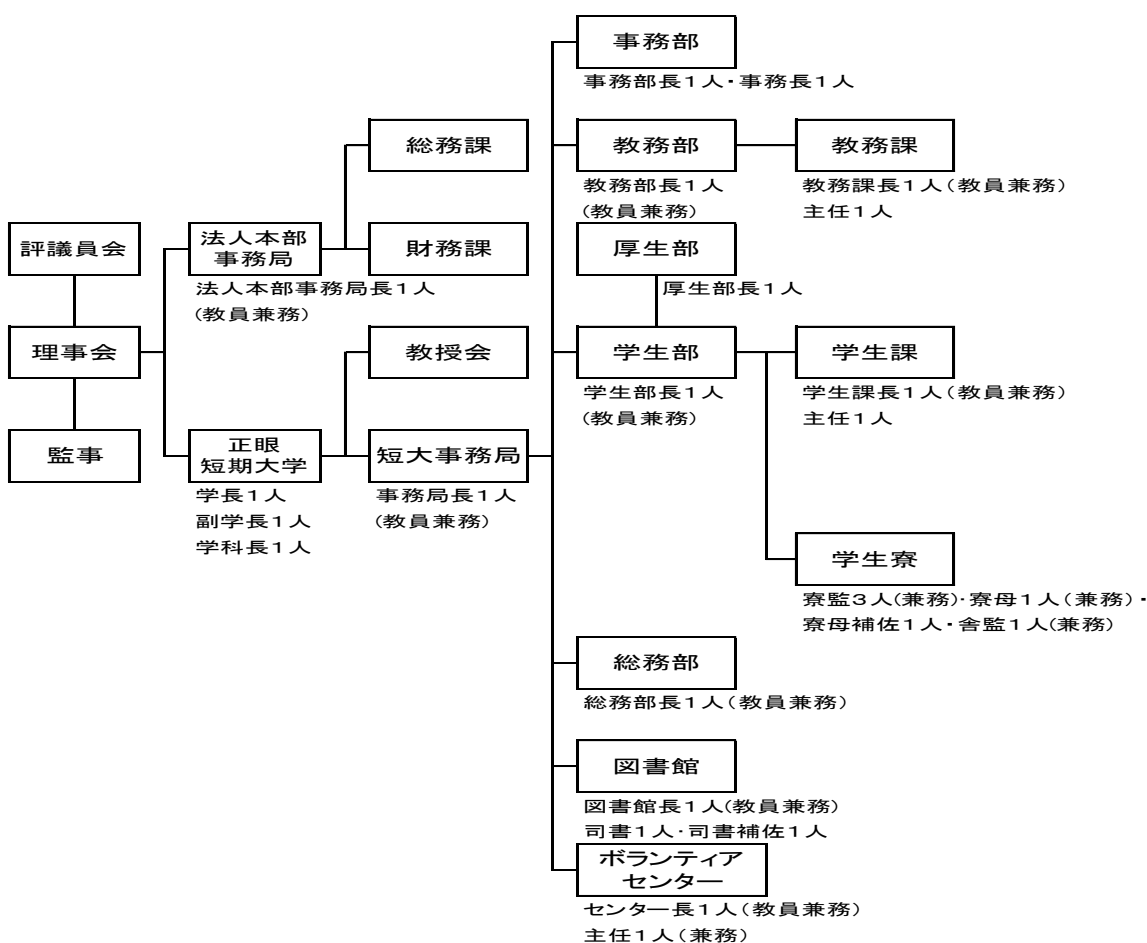 事務部
事務部長1人・事務長1人
総務課
教務部
教務部長1人
(教員兼務)
教務課
教務課長1人(教員兼務)
主任1人
評議員会
法人本部
事務局
法人本部事務局長1人
(教員兼務)
財務課
厚生部
厚生部長1人
理事会
教授会
学生部
学生部長1人
(教員兼務)
学生課
学生課長1人(教員兼務)
主任1人
監事
正眼
短期大学
学長1人
副学長1人
学科長1人
短大事務局
事務局長1人
(教員兼務)
学生寮
寮監3人(兼務)・寮母1人(兼務)・
寮母補佐1人・舎監1人(兼務)
総務部
総務部長1人(教員兼務)
図書館
図書館長1人(教員兼務)
司書1人・司書補佐1人
ボランティア
センター
センター長1人(教員兼務)
主任1人(兼務)